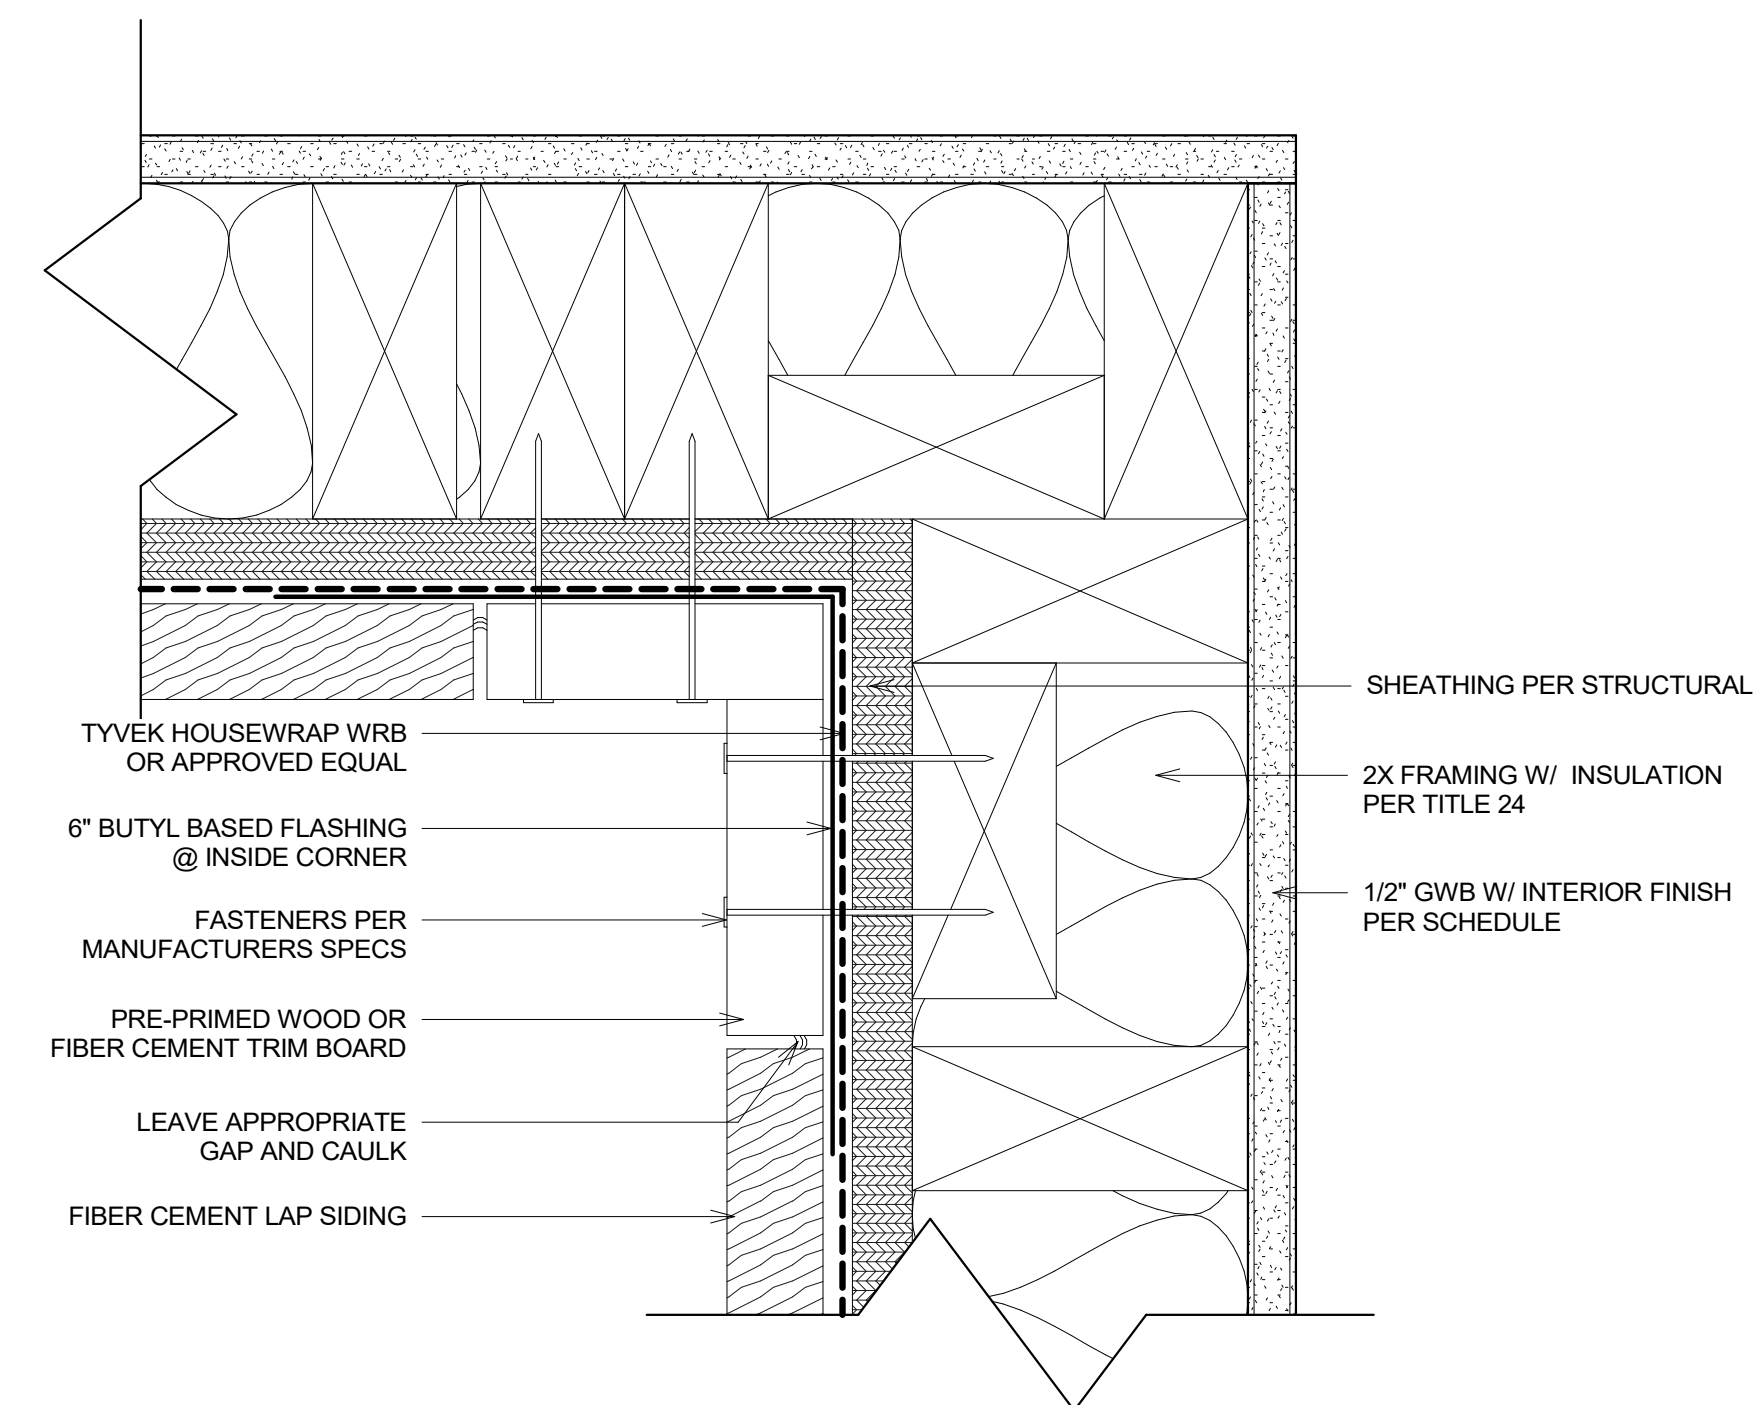 TYVEK HOUSEWRAP WRB
OR APPROVED EQUAL
6" BUTYL BASED FLASHING
@ INSIDE CORNER
FASTENERS PER
MANUFACTURERS SPECS
PRE-PRIMED WOOD OR
FIBER CEMENT TRIM BOARD
LEAVE APPROPRIATE
GAP AND CAULK
FIBER CEMENT LAP SIDING
SHEATHING PER STRUCTURAL
2X FRAMING W/  INSULATION
PER TITLE 24
1/2" GWB W/ INTERIOR FINISH
PER SCHEDULE